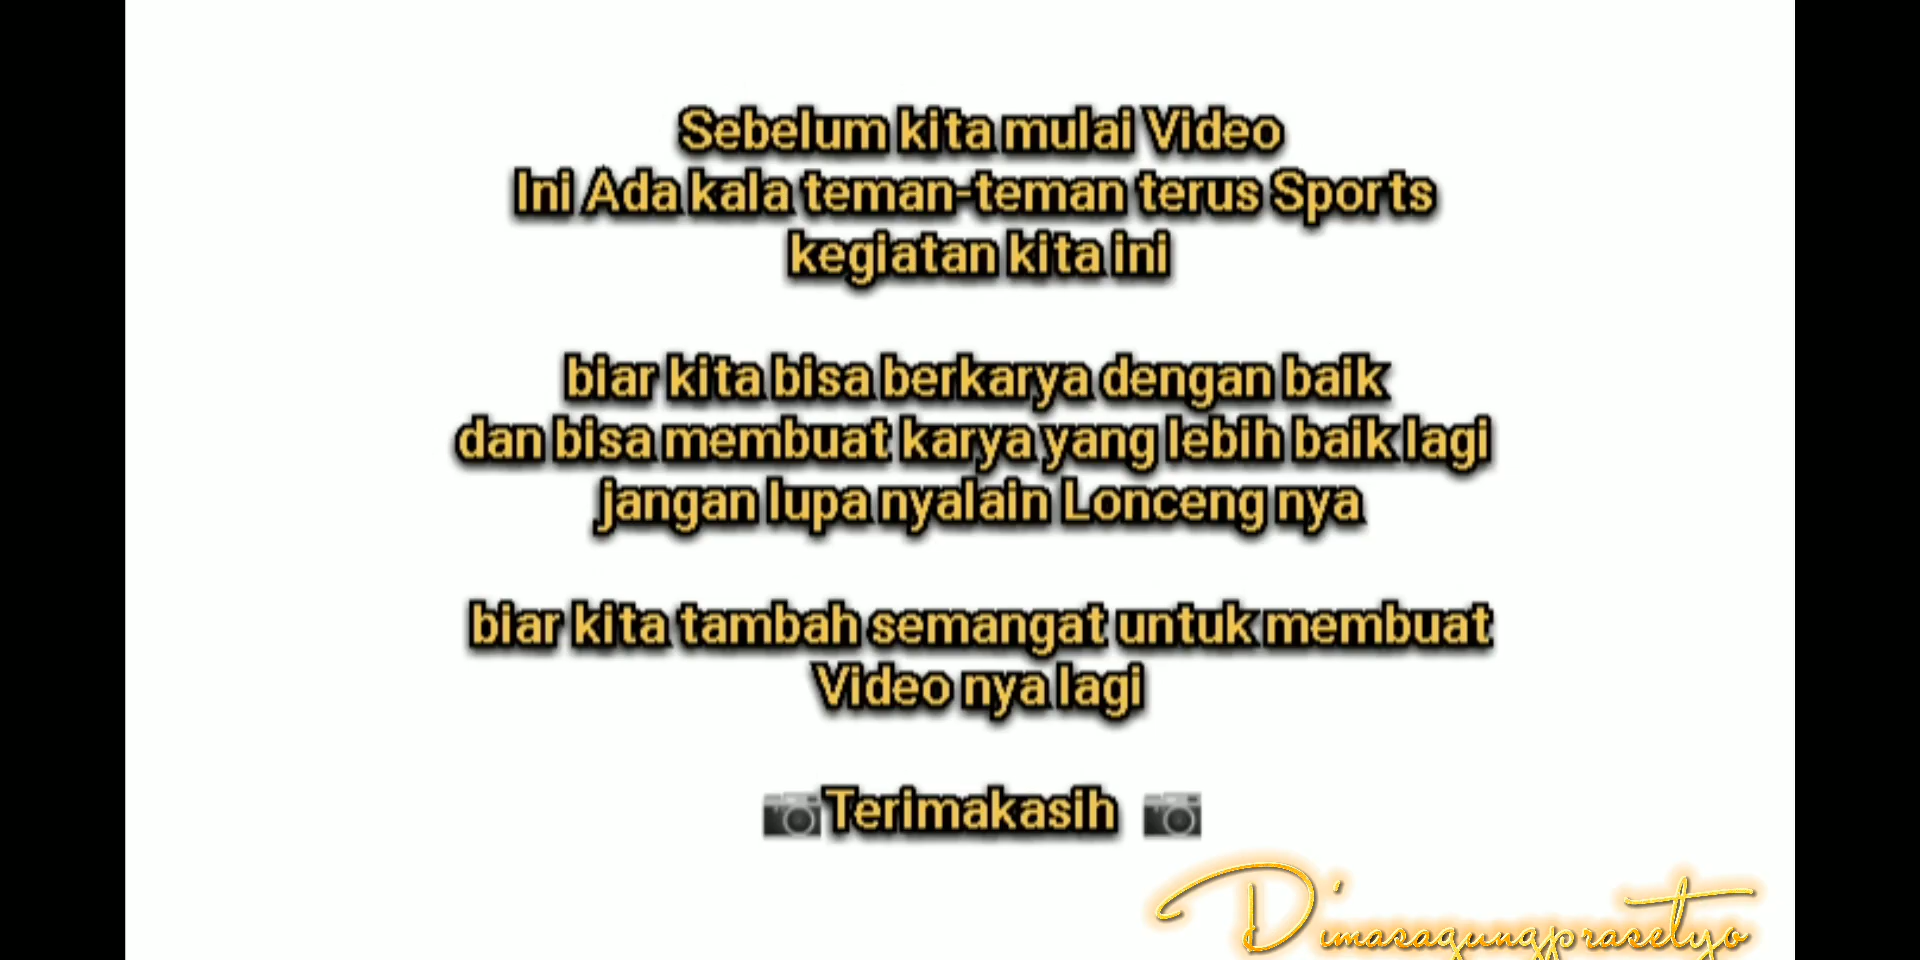 Sebelum kita mulai Video
Ini Ada kala teman-teman terus Sports
kegiatan kita ini
biar kita bisa berkarya dengan baik
dan bisa membuat karya yang lebih baik lagi
jangan lupa nyalain Lonceng nya
biar kita tambah semangat untuk membuat
Video nya lagi
📷Terimakasih 📷
D'imasagungprasetyo